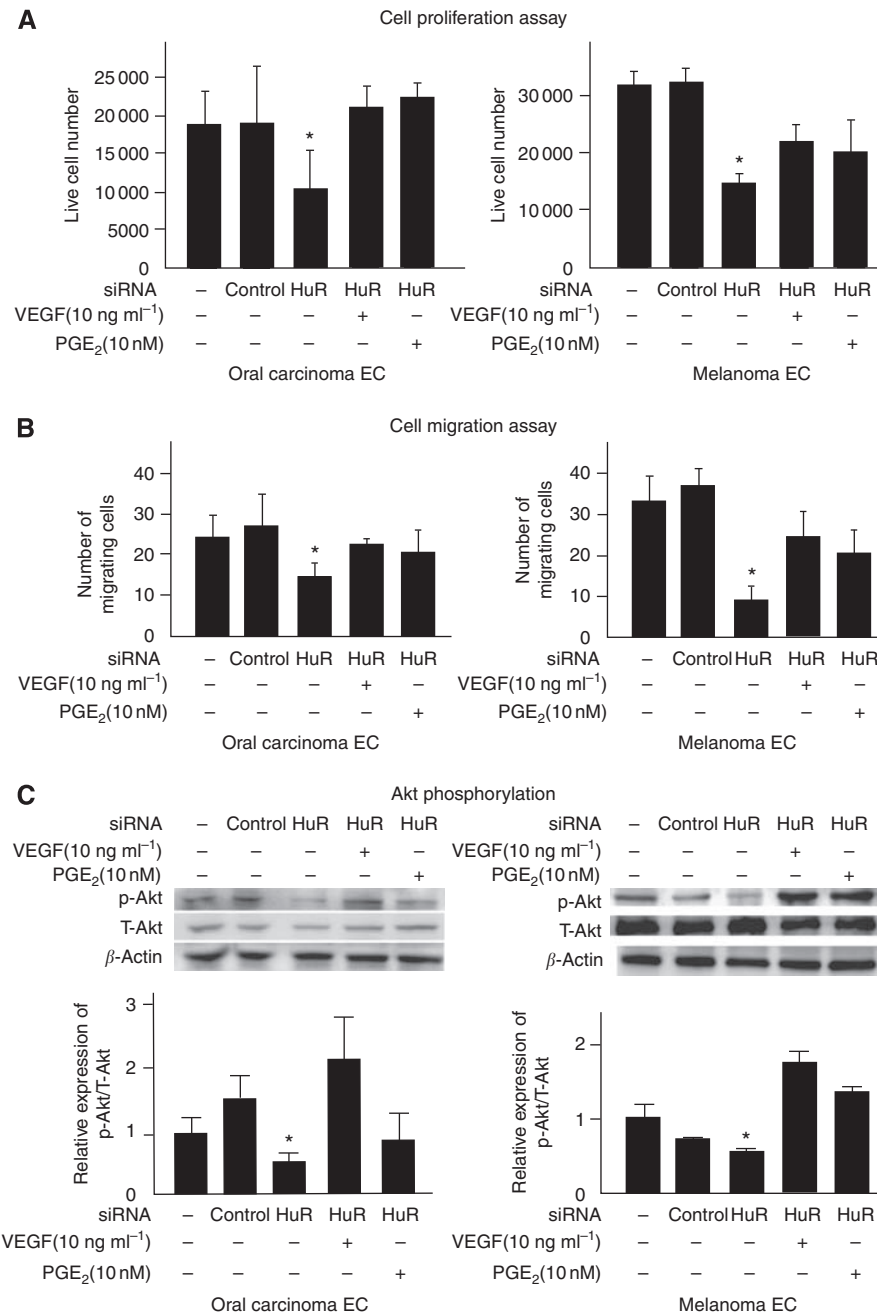 A
Cell proliferation assay
Live cell number
25 000
20 000
15 000
10 000
5000
0
*
siRNA – Control HuR HuR HuR
VEGF(10 ng ml⁻¹) – – – + –
PGE₂(10 nM) – – – – +
Oral carcinoma EC
Live cell number
30 000
20 000
10 000
0
*
siRNA – Control HuR HuR HuR
VEGF(10 ng ml⁻¹) – – – + –
PGE₂(10 nM) – – – – +
Melanoma EC
B
Cell migration assay
Number of
migrating cells
40
30
20
10
0
*
siRNA – Control HuR HuR HuR
VEGF(10 ng ml⁻¹) – – – + –
PGE₂(10 nM) – – – – +
Oral carcinoma EC
Number of
migrating cells
40
30
20
10
0
*
siRNA – Control HuR HuR HuR
VEGF(10 ng ml⁻¹) – – – + –
PGE₂(10 nM) – – – – +
Melanoma EC
C
Akt phosphorylation
siRNA – Control HuR HuR HuR
VEGF(10 ng ml⁻¹) – – – + –
PGE₂(10 nM) – – – – +
p-Akt
T-Akt
β-Actin
siRNA – Control HuR HuR HuR
VEGF(10 ng ml⁻¹) – – – + –
PGE₂(10 nM) – – – – +
p-Akt
T-Akt
β-Actin
Relative expression of
p-Akt/T-Akt
3
2
1
0
*
siRNA – Control HuR HuR HuR
VEGF(10 ng ml⁻¹) – – – + –
PGE₂(10 nM) – – – – +
Oral carcinoma EC
Relative expression of
p-Akt/T-Akt
2
1
0
*
siRNA – Control HuR HuR HuR
VEGF(10 ng ml⁻¹) – – – + –
PGE₂(10 nM) – – – – +
Melanoma EC